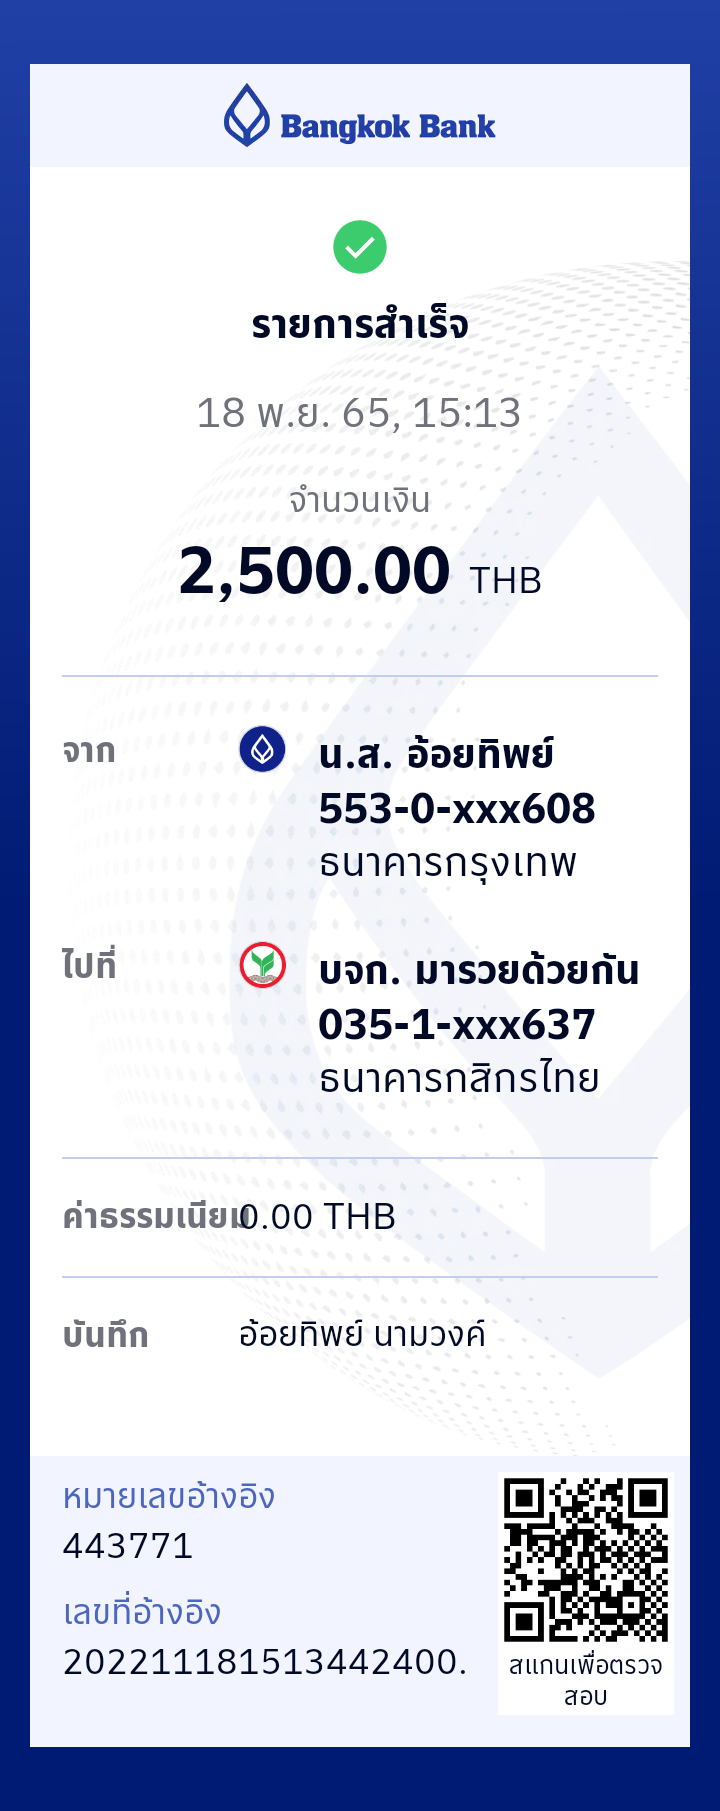 Bangkok Bank
รายการสำเร็จ
18 พ.ย. 65, 15:13
จำนวนเงิน
2,500.00 THB
จาก
น.ส. อ้อยทิพย์
553-0-xxx608
ธนาคารกรุงเทพ
ไปที่
บจก. มารวยด้วยกัน
035-1-xxx637
ธนาคารกสิกรไทย
ค่าธรรมเนียม 0.00 THB
บันทึก อ้อยทิพย์ นามวงค์
หมายเลขอ้างอิง
443771
เลขที่อ้างอิง
202211181513442400.
สแกนเพื่อตรวจ
สอบ